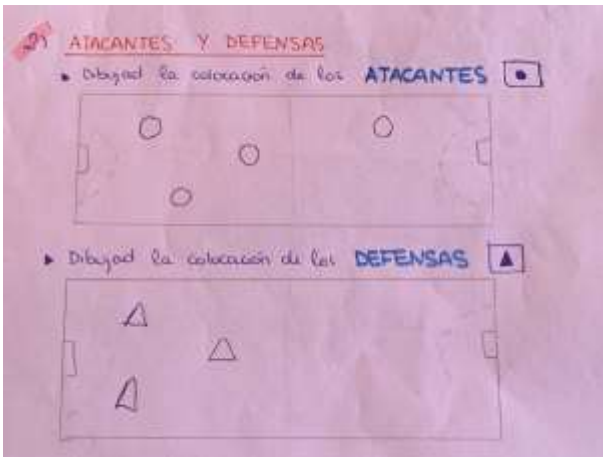 2) ATACANTES Y DEFENSAS
Dibujad la colocación de los ATACANTES
Dibujad la colocación de los DEFENSAS